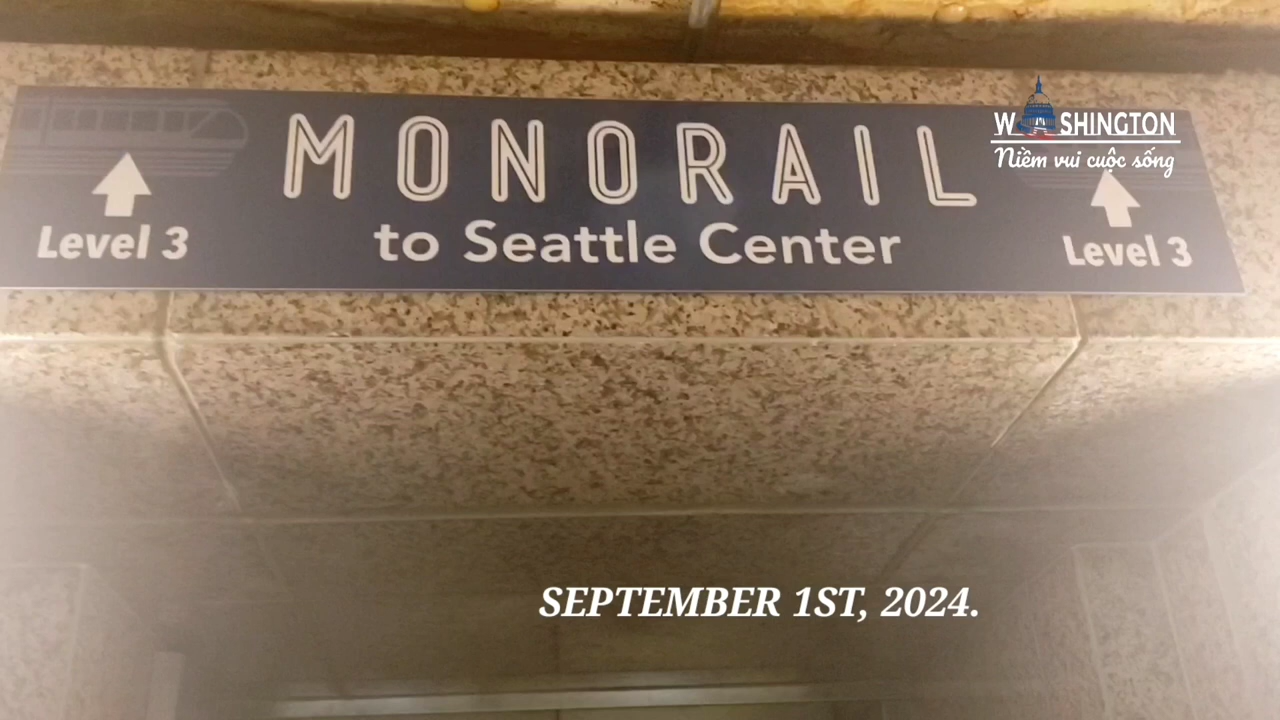 MONORAIL
to Seattle Center
Level 3
Level 3
WASHINGTON
Niềm vui cuộc sống
SEPTEMBER 1ST, 2024.